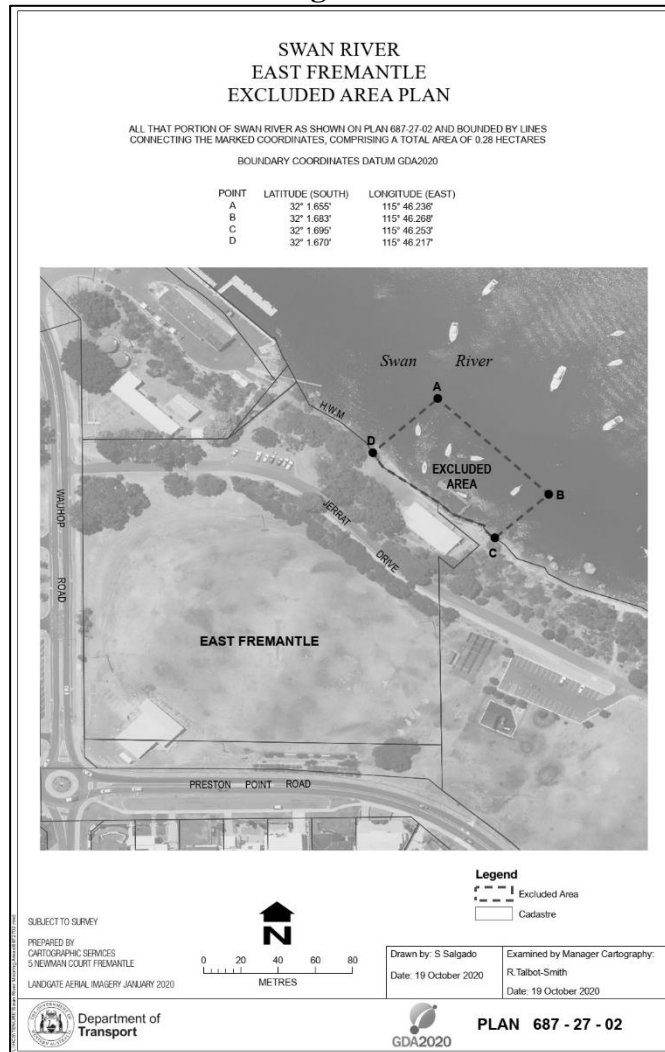 SWAN RIVER
EAST FREMANTLE
EXCLUDED AREA PLAN
ALL THAT PORTION OF SWAN RIVER AS SHOWN ON PLAN 687-27-02 AND BOUNDED BY LINES
CONNECTING THE MARKED COORDINATES, COMPRISING A TOTAL AREA OF 0.28 HECTARES
BOUNDARY COORDINATES DATUM GDA2020
POINT LATITUDE (SOUTH) LONGITUDE (EAST)
A 32° 1.655' 115° 46.236'
B 32° 1.683' 115° 46.268'
C 32° 1.695' 115° 46.253'
D 32° 1.670' 115° 46.217'
Swan River
A
H.W.M
D
EXCLUDED
AREA
B
C
WAUHOP ROAD
JERRAT DRIVE
EAST FREMANTLE
PRESTON POINT ROAD
Legend
Excluded Area
Cadastre
SUBJECT TO SURVEY
PREPARED BY
CARTOGRAPHIC SERVICES
5 NEWMAN COURT FREMANTLE
LANDGATE AERIAL IMAGERY JANUARY 2020
N
0 20 40 60 80
METRES
Drawn by: S Salgado
Date: 19 October 2020
Examined by Manager Cartography:
R.Talbot-Smith
Date: 19 October 2020
Department of
Transport
GDA2020
PLAN 687 - 27 - 02